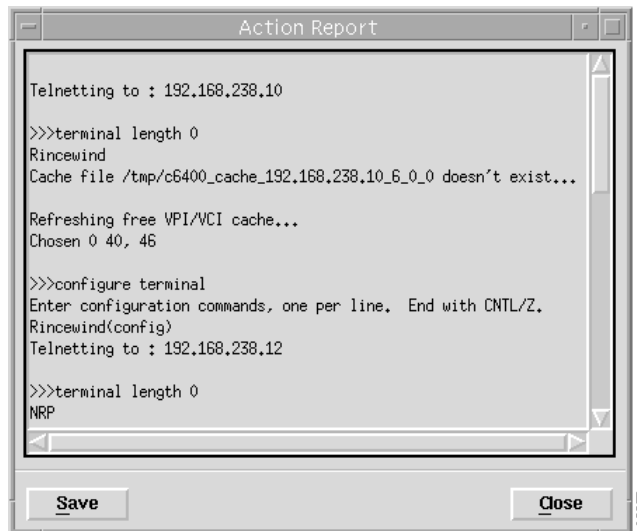 Action Report
Telnetting to : 192.168.238.10
>>>terminal length 0
Rincewind
Cache file /tmp/c6400_cache_192.168.238.10_6_0_0 doesn't exist...
Refreshing free VPI/VCI cache...
Chosen 0 40, 46
>>>configure terminal
Enter configuration commands, one per line. End with CNTL/Z.
Rincewind(config)
Telnetting to : 192.168.238.12
>>>terminal length 0
NRP
Save
Close